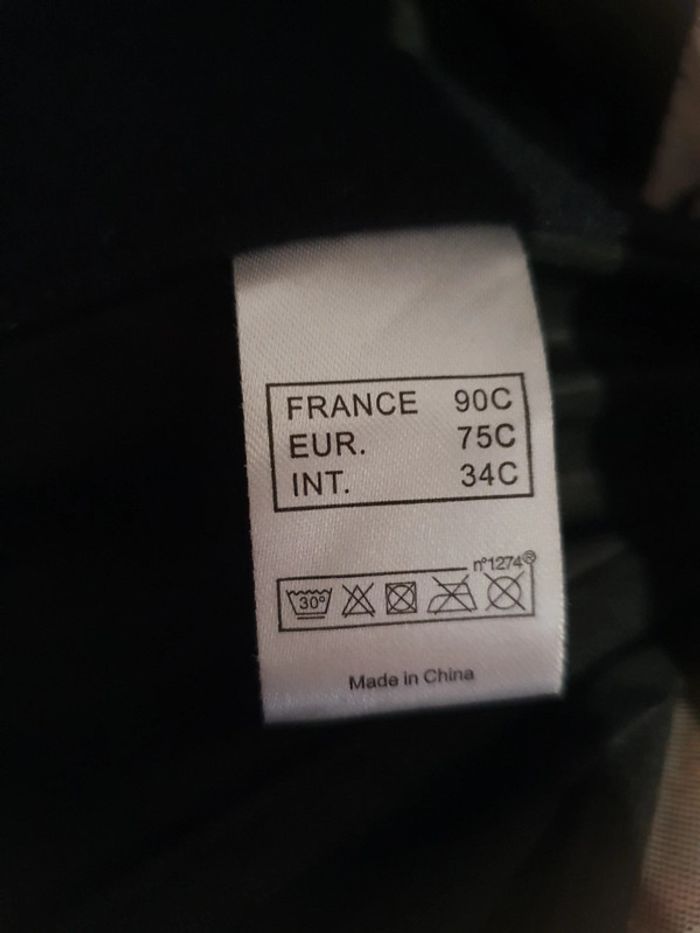 FRANCE 90C
EUR. 75C
INT. 34C
n°1274®
30°
Made in China